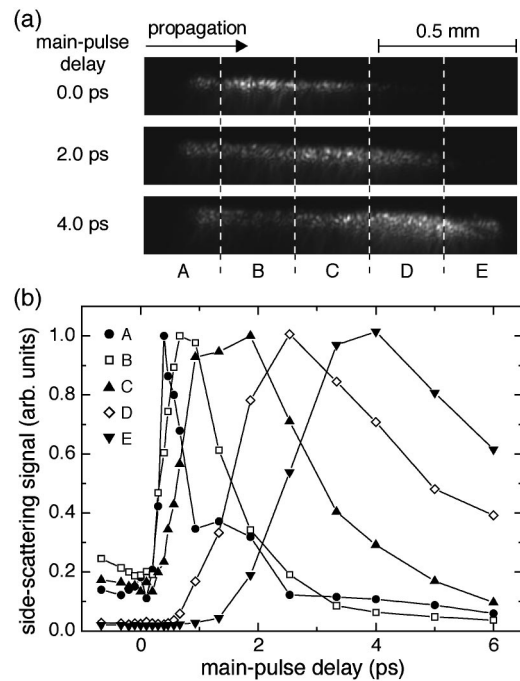 (a)
propagation
0.5 mm
main-pulse
delay
0.0 ps
2.0 ps
4.0 ps
A B C D E
(b)
side-scattering signal (arb. units)
1.0
0.8
0.6
0.4
0.2
0.0
A
B
C
D
E
0 2 4 6
main-pulse delay (ps)